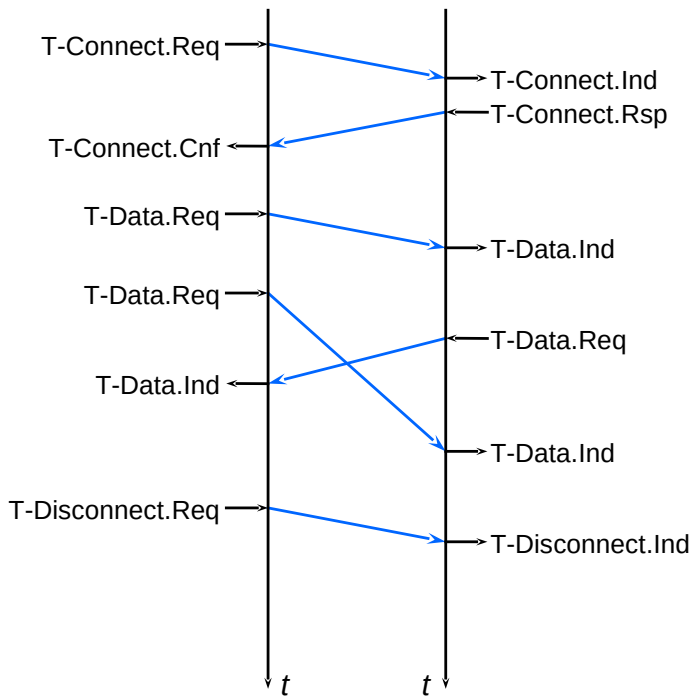 T-Connect.Req
T-Connect.Ind
T-Connect.Rsp
T-Connect.Cnf
T-Data.Req
T-Data.Ind
T-Data.Req
T-Data.Req
T-Data.Ind
T-Data.Ind
T-Disconnect.Req
T-Disconnect.Ind
t
t